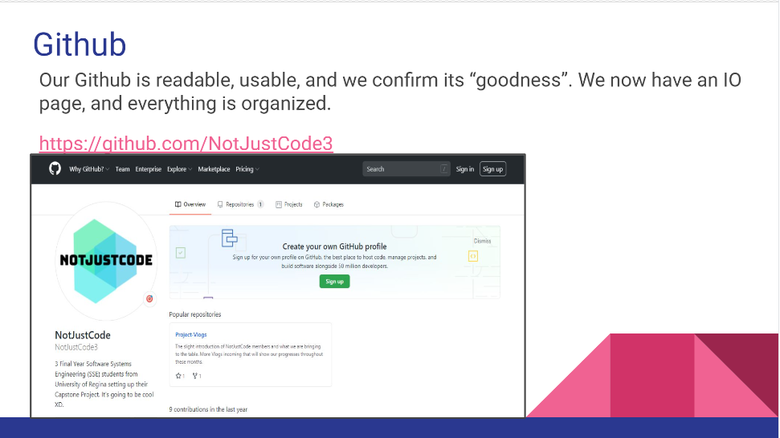 Github
Our Github is readable, usable, and we confirm its “goodness”. We now have an IO
page, and everything is organized.
https://github.com/NotJustCode3
Why GitHub? Team Enterprise Explore Marketplace Pricing Search / Sign in Sign up
Overview Repositories 1 Projects Packages
Dismiss
Create your own GitHub profile
Sign up for your own profile on GitHub, the best place to host code, manage projects, and
build software alongside 50 million developers.
Sign up
NOTJUSTCODE
Popular repositories
Project-Vlogs
The slight introduction of NotJustCode members and what we are bringing
to the table. More Vlogs incoming that will show our progresses throughout
these months.
1 1
NotJustCode
NotJustCode3
3 Final Year Software Systems
Engineering (SSE) students from
University of Regina setting up their
Capstone Project. It's going to be cool
XD.
9 contributions in the last year